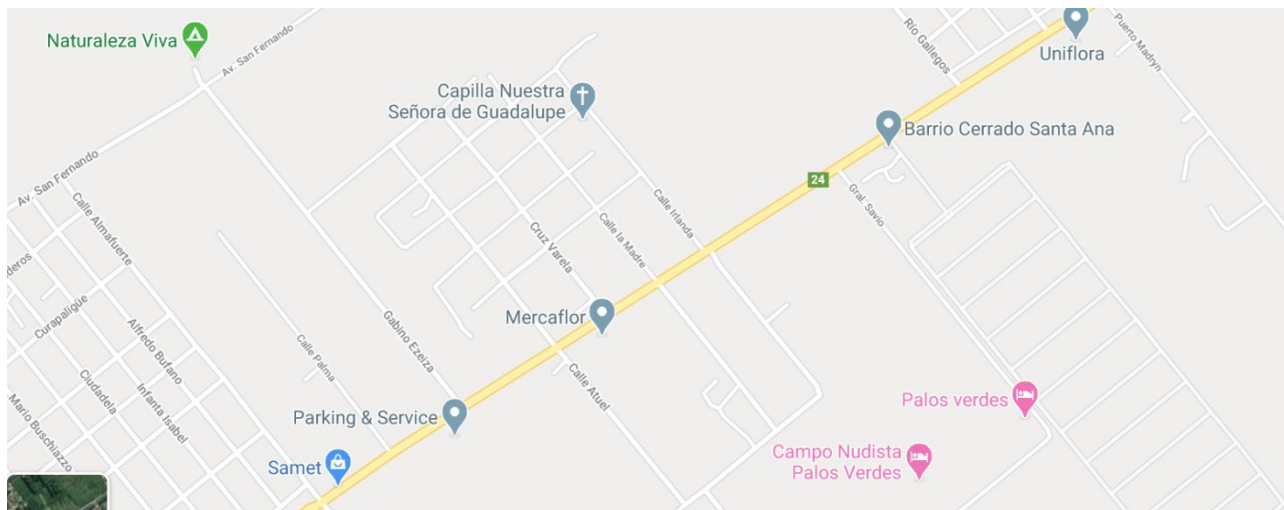 Naturaleza Viva
Av. San Fernando
Capilla Nuestra
Señora de Guadalupe
Río Gallegos
Puerto Madryn
Uniflora
Barrio Cerrado Santa Ana
24
Av. San Fernando
Calle Almafuerte
Calle Irlanda
Gral. Savio
Calle la Madre
Cruz Varela
deros
Curapaligüe
Mercaflor
Gabino Ezeiza
Calle Palma
Alfredo Bufano
Ciudadela
Infanta Isabel
Mario Buschiazzo
Calle Atuel
Parking & Service
Palos verdes
Samet
Campo Nudista
Palos Verdes